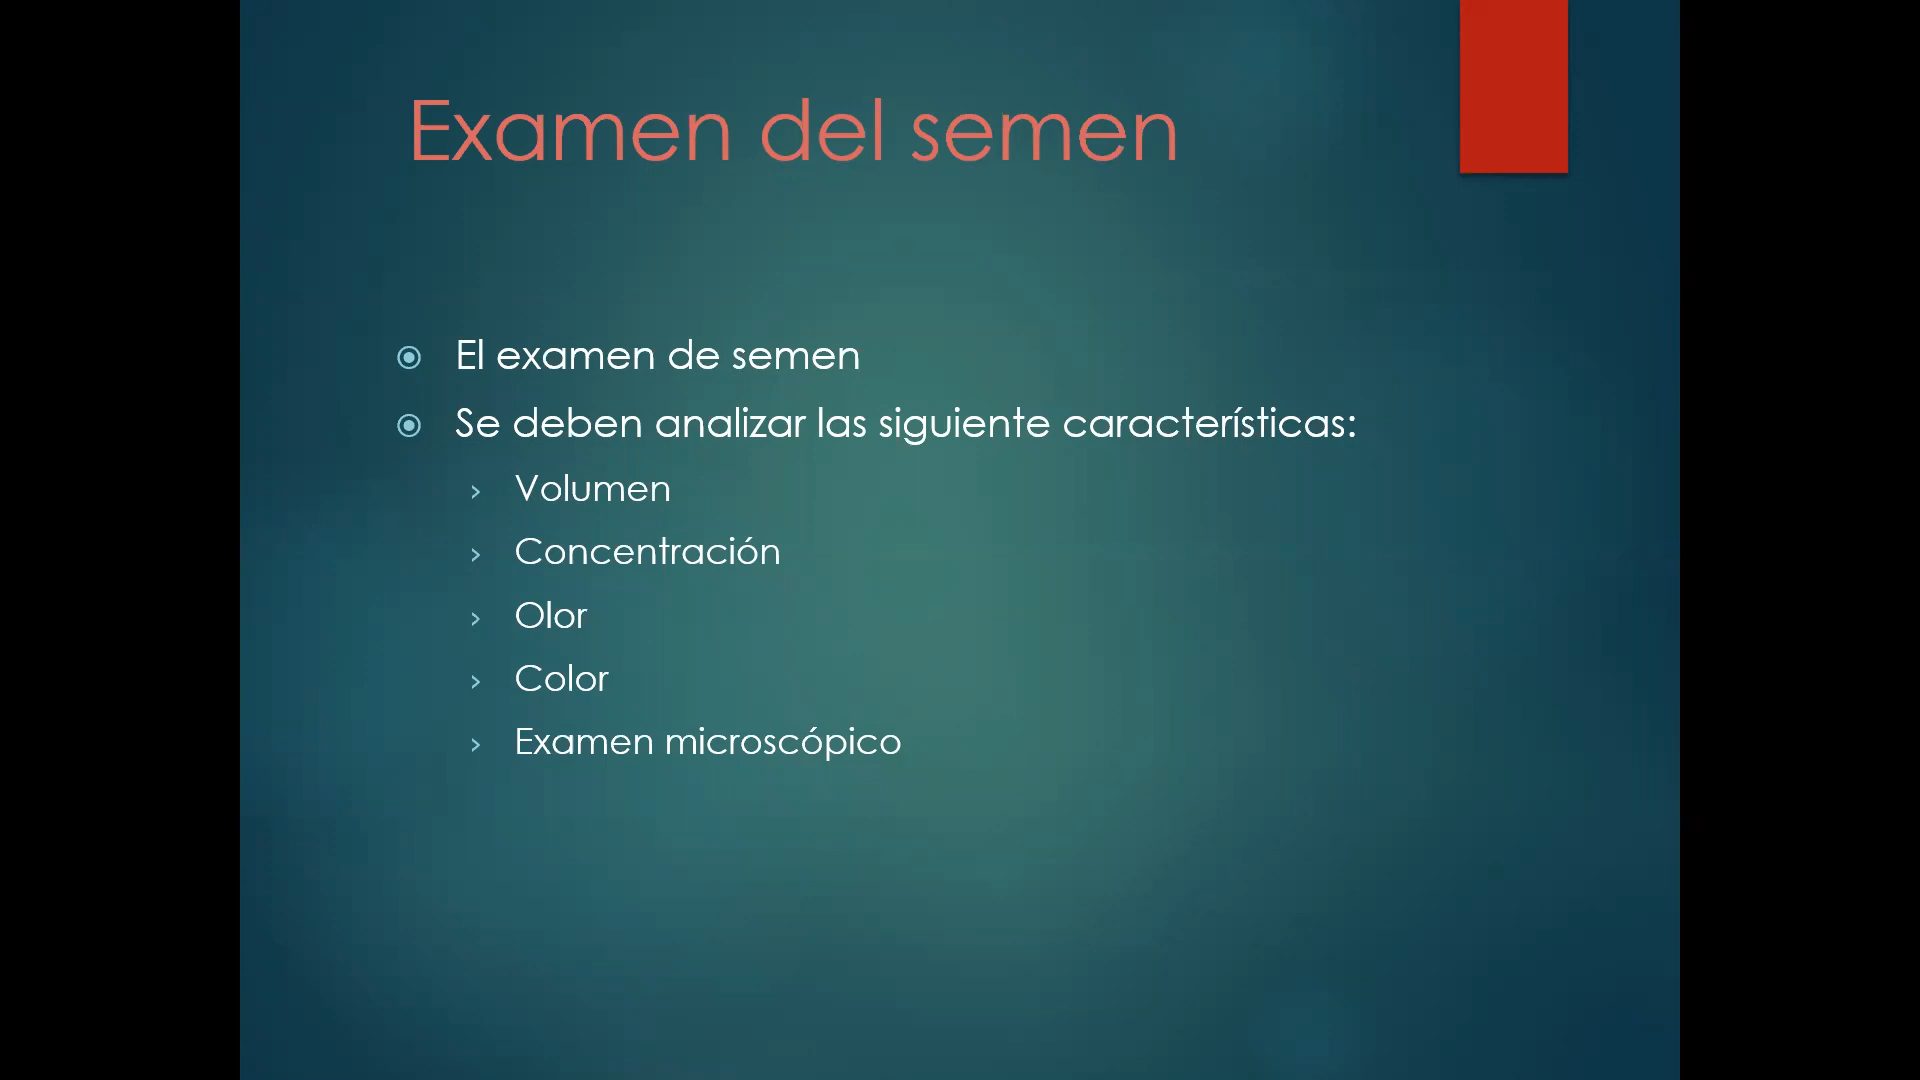 Examen del semen
El examen de semen
Se deben analizar las siguiente características:
Volumen
Concentración
Olor
Color
Examen microscópico